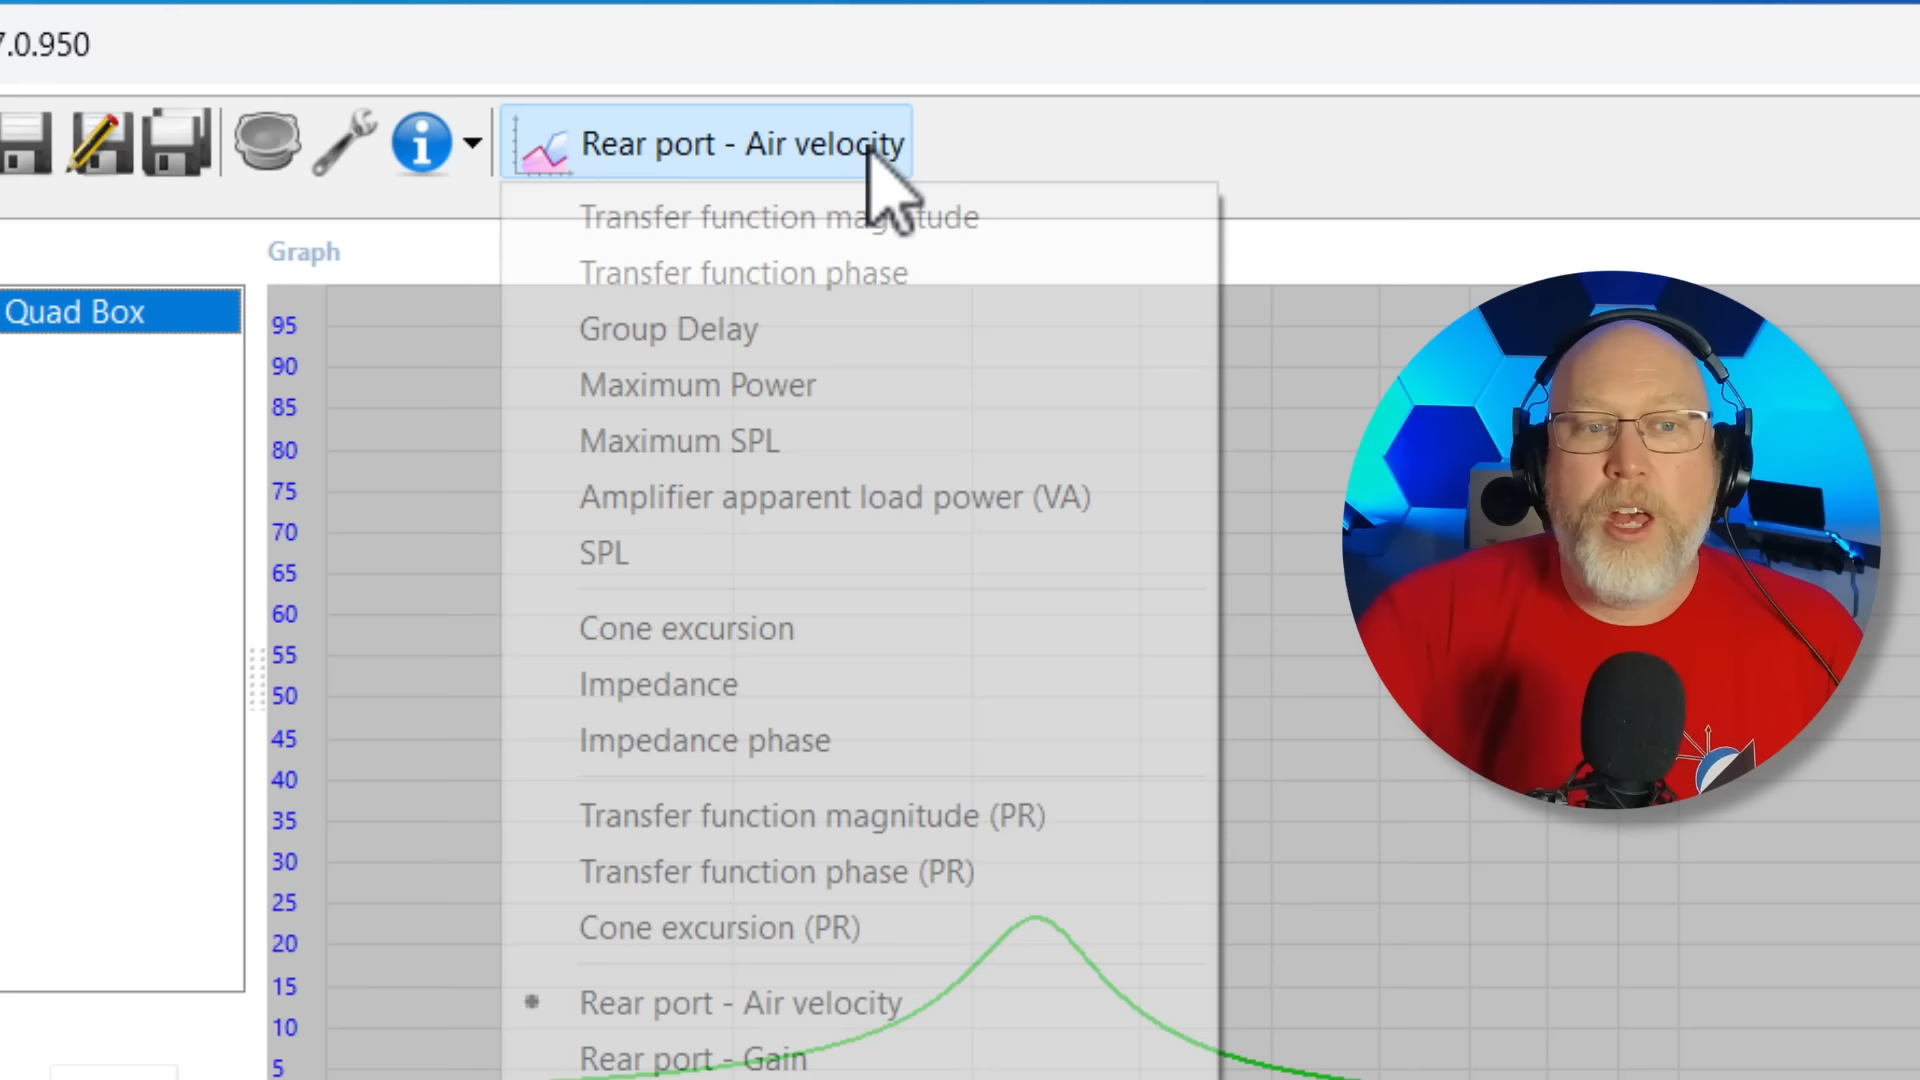 7.0.950
Rear port - Air velocity
Graph
Quad Box
Transfer function magnitude
Transfer function phase
Group Delay
Maximum Power
Maximum SPL
Amplifier apparent load power (VA)
SPL
Cone excursion
Impedance
Impedance phase
Transfer function magnitude (PR)
Transfer function phase (PR)
Cone excursion (PR)
Rear port - Air velocity
Rear port - Gain
95
90
85
80
75
70
65
60
55
50
45
40
35
30
25
20
15
10
5